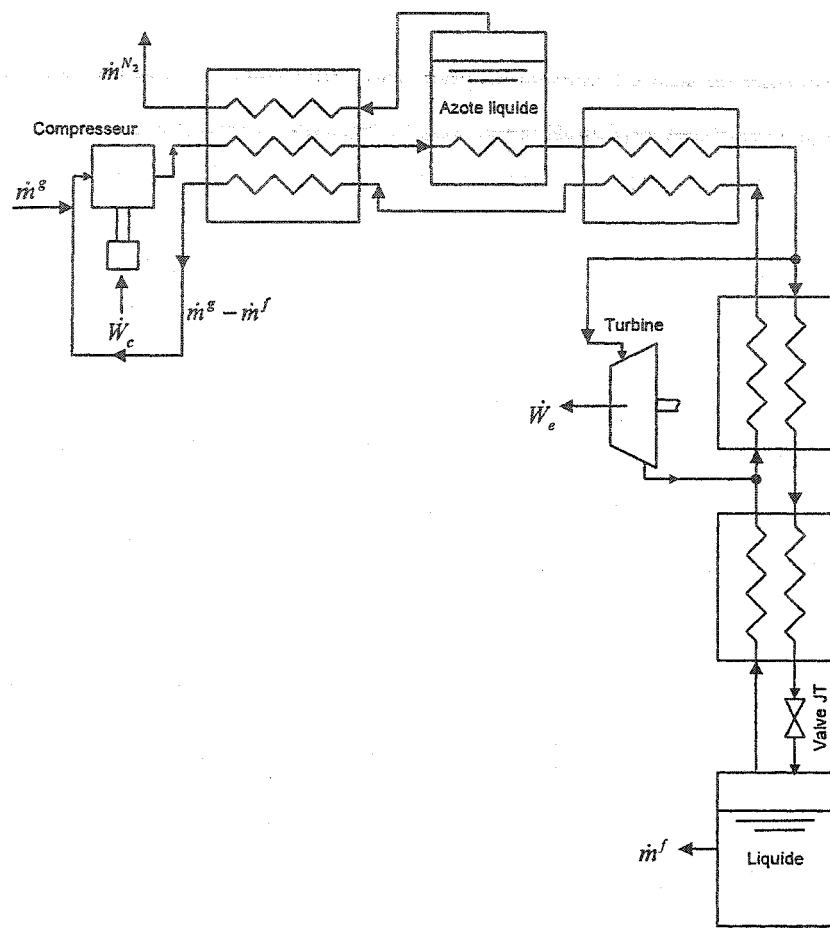 ṁ^{N₂}
Azote liquide
Compresseur
ṁ^g
Ẇ_c
ṁ^g − ṁ^f
Turbine
Ẇ_e
Valve JT
ṁ^f
Liquide